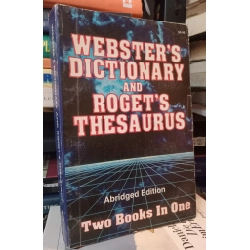 WEBSTER'S
DICTIONARY
AND
ROGET'S
THESAURUS
Abridged Edition
Two Books In One